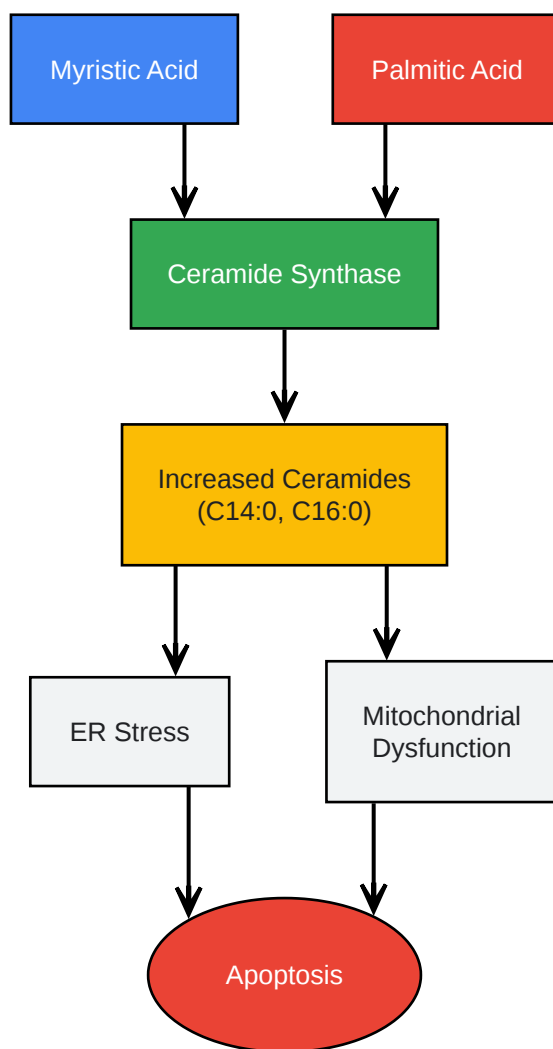 Myristic Acid
Palmitic Acid
Ceramide Synthase
Increased Ceramides
(C14:0, C16:0)
ER Stress
Mitochondrial
Dysfunction
Apoptosis